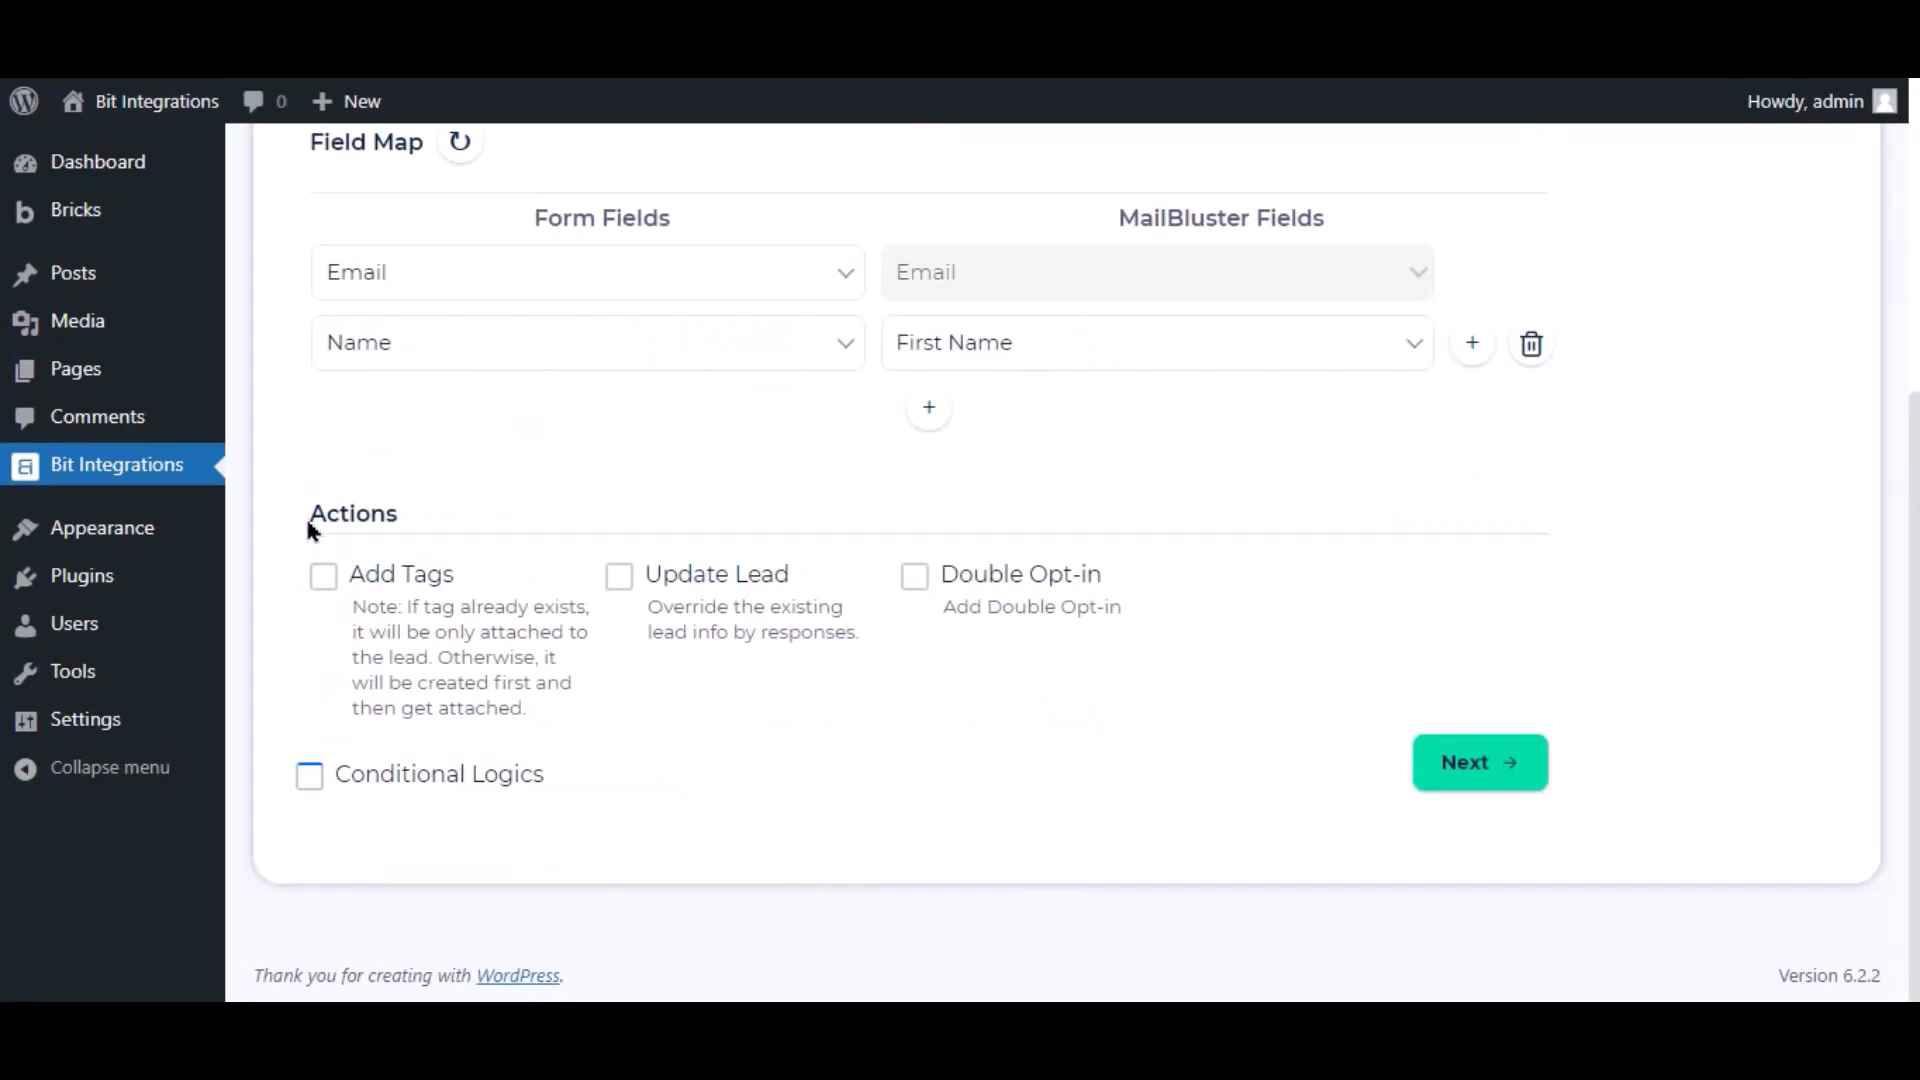 Bit Integrations 0 New Howdy, admin
Dashboard
Bricks
Posts
Media
Pages
Comments
Bit Integrations
Appearance
Plugins
Users
Tools
Settings
Collapse menu
Field Map
Form Fields MailBluster Fields
Email Email
Name First Name
Actions
Add Tags
Note: If tag already exists,
it will be only attached to
the lead. Otherwise, it
will be created first and
then get attached.
Update Lead
Override the existing
lead info by responses.
Double Opt-in
Add Double Opt-in
Conditional Logics
Next
Thank you for creating with WordPress.
Version 6.2.2